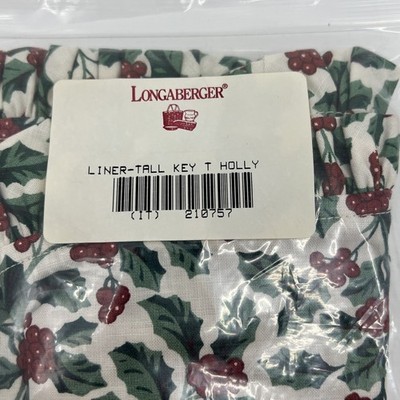 LONGABERGER®
LINER-TALL KEY T HOLLY
(IT) 210757